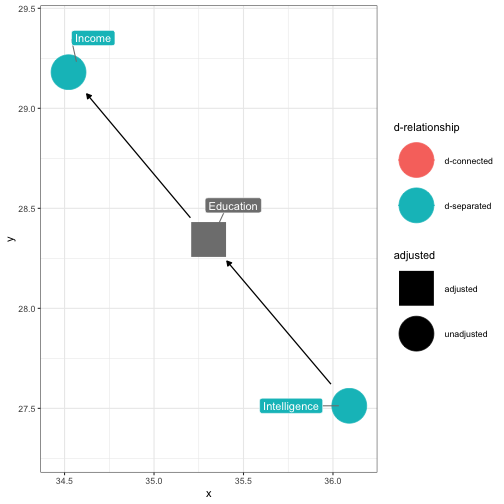 29.5
29.0
28.5
28.0
27.5
y
34.5
35.0
35.5
36.0
x
Income
Education
Intelligence
d-relationship
d-connected
d-separated
adjusted
adjusted
unadjusted